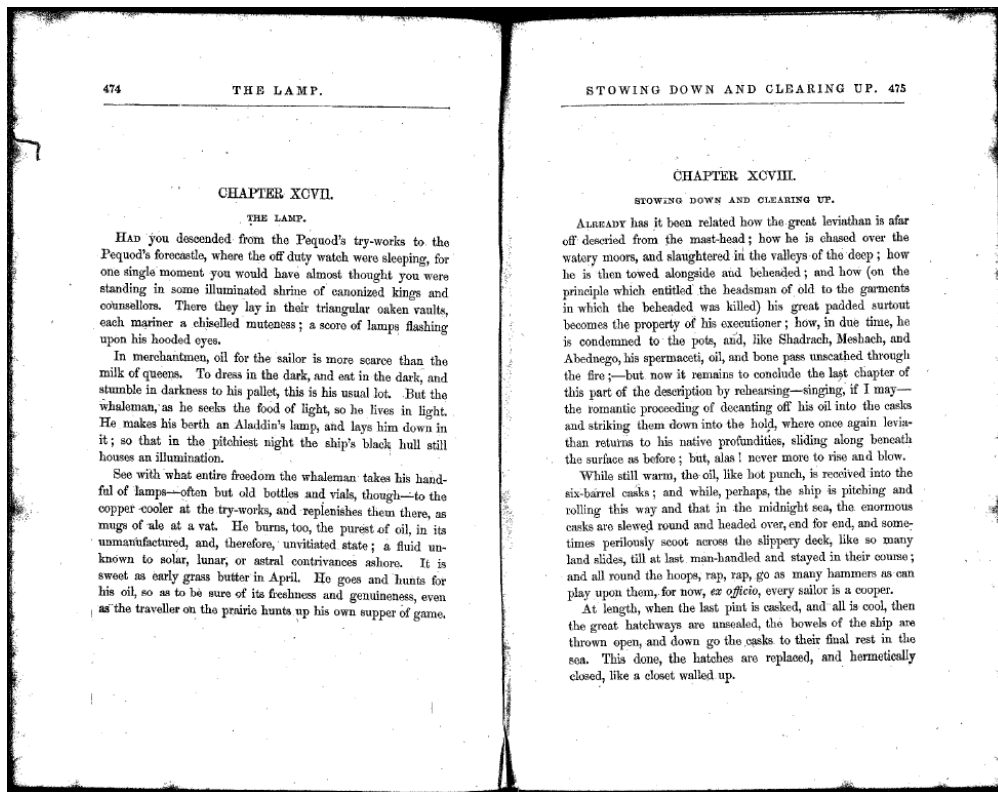 474 THE LAMP.
CHAPTER XCVII.
THE LAMP.
HAD you descended from the Pequod's try-works to the
Pequod's forecastle, where the off duty watch were sleeping, for
one single moment you would have almost thought you were
standing in some illuminated shrine of canonized kings and
counsellors. There they lay in their triangular oaken vaults,
each mariner a chiselled muteness; a score of lamps flashing
upon his hooded eyes.
In merchantmen, oil for the sailor is more scarce than the
milk of queens. To dress in the dark, and eat in the dark, and
stumble in darkness to his pallet, this is his usual lot. But the
whaleman, as he seeks the food of light, so he lives in light.
He makes his berth an Aladdin's lamp, and lays him down in
it; so that in the pitchiest night the ship's black hull still
houses an illumination.
See with what entire freedom the whaleman takes his hand-
ful of lamps—often but old bottles and vials, though—to the
copper cooler at the try-works, and replenishes them there, as
mugs of ale at a vat. He burns, too, the purest of oil, in its
unmanufactured, and, therefore, unvitiated state; a fluid un-
known to solar, lunar, or astral contrivances ashore. It is
sweet as early grass butter in April. He goes and hunts for
his oil, so as to be sure of its freshness and genuineness, even
as the traveller on the prairie hunts up his own supper of game.
STOWING DOWN AND CLEARING UP. 475
CHAPTER XCVIII.
STOWING DOWN AND CLEARING UP.
ALREADY has it been related how the great leviathan is afar
off descried from the mast-head; how he is chased over the
watery moors, and slaughtered in the valleys of the deep; how
he is then towed alongside and beheaded; and how (on the
principle which entitled the headsman of old to the garments
in which the beheaded was killed) his great padded surtout
becomes the property of his executioner; how, in due time, he
is condemned to the pots, and, like Shadrach, Meshach, and
Abednego, his spermaceti, oil, and bone pass unscathed through
the fire;—but now it remains to conclude the last chapter of
this part of the description by rehearsing—singing, if I may—
the romantic proceeding of decanting off his oil into the casks
and striking them down into the hold, where once again levia-
than returns to his native profundities, sliding along beneath
the surface as before; but, alas! never more to rise and blow.
While still warm, the oil, like hot punch, is received into the
six-barrel casks; and while, perhaps, the ship is pitching and
rolling this way and that in the midnight sea, the enormous
casks are slewed round and headed over, end for end, and some-
times perilously scoot across the slippery deck, like so many
land slides, till at last man-handled and stayed in their course;
and all round the hoops, rap, rap, go as many hammers as can
play upon them, for now, ex officio, every sailor is a cooper.
At length, when the last pint is casked, and all is cool, then
the great hatchways are unsealed, the bowels of the ship are
thrown open, and down go the casks to their final rest in the
sea. This done, the hatches are replaced, and hermetically
closed, like a closet walled up.